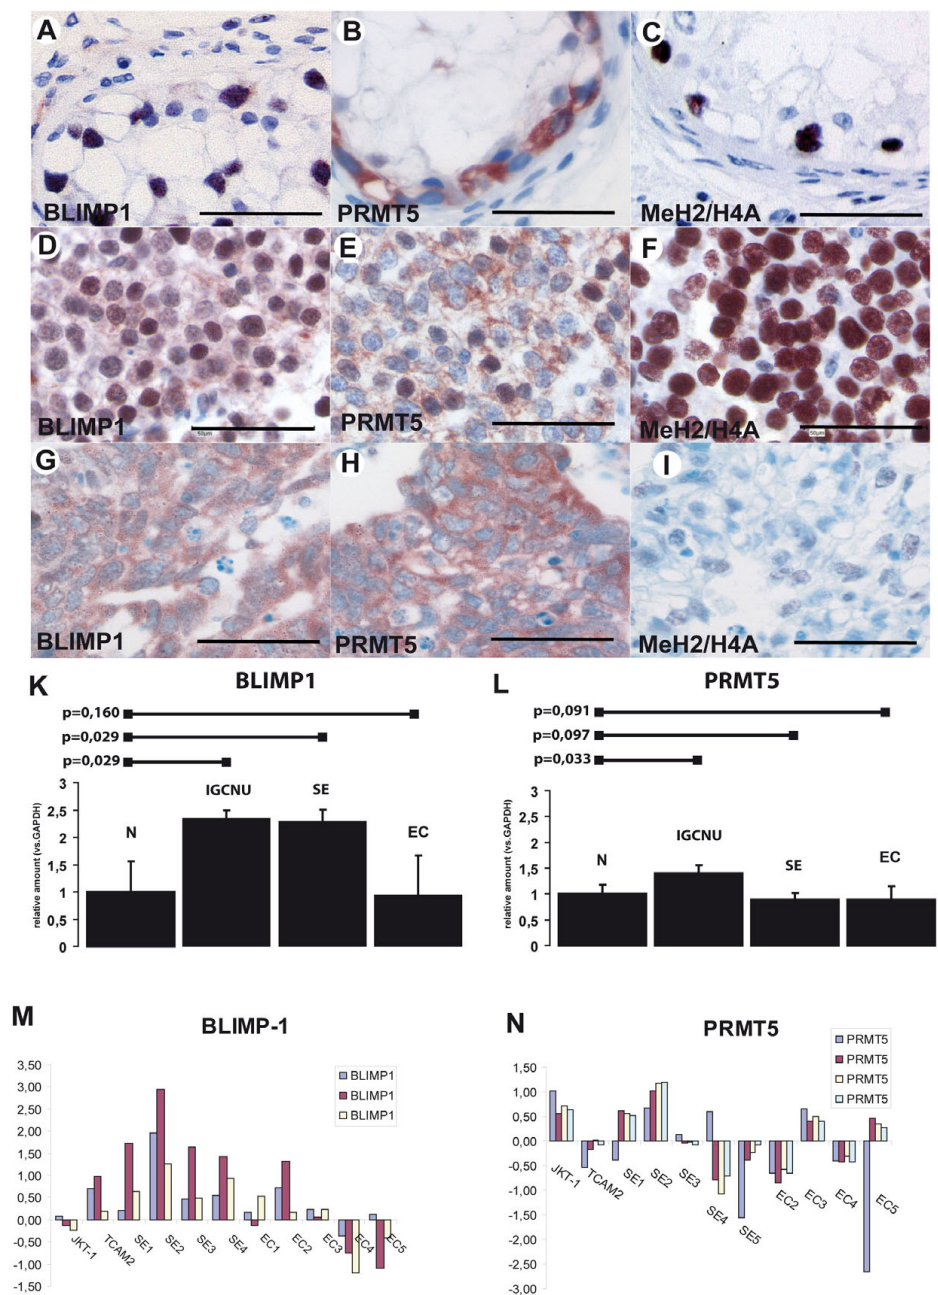 A
B
C
BLIMP1
PRMT5
MeH2/H4A
D
E
F
BLIMP1
50µm
PRMT5
MeH2/H4A
50µm
G
H
I
BLIMP1
PRMT5
MeH2/H4A
K
BLIMP1
p=0,160
p=0,029
p=0,029
relative amount (vs.GAPDH)
3
2,5
2
1,5
1
0,5
0
N
IGCNU
SE
EC
L
PRMT5
p=0,091
p=0,097
p=0,033
relative amount (vs.GAPDH)
3
2,5
2
1,5
1
0,5
0
N
IGCNU
SE
EC
M
BLIMP-1
3,50
3,00
2,50
2,00
1,50
1,00
0,50
0,00
-0,50
-1,00
-1,50
BLIMP1
BLIMP1
BLIMP1
JKT-1
TCAM2
SE1
SE2
SE3
SE4
EC1
EC2
EC3
EC4
EC5
N
PRMT5
1,50
1,00
0,50
0,00
-0,50
-1,00
-1,50
-2,00
-2,50
-3,00
PRMT5
PRMT5
PRMT5
PRMT5
JKT-1
TCAM2
SE1
SE2
SE3
SE4
SE5
EC2
EC3
EC4
EC5